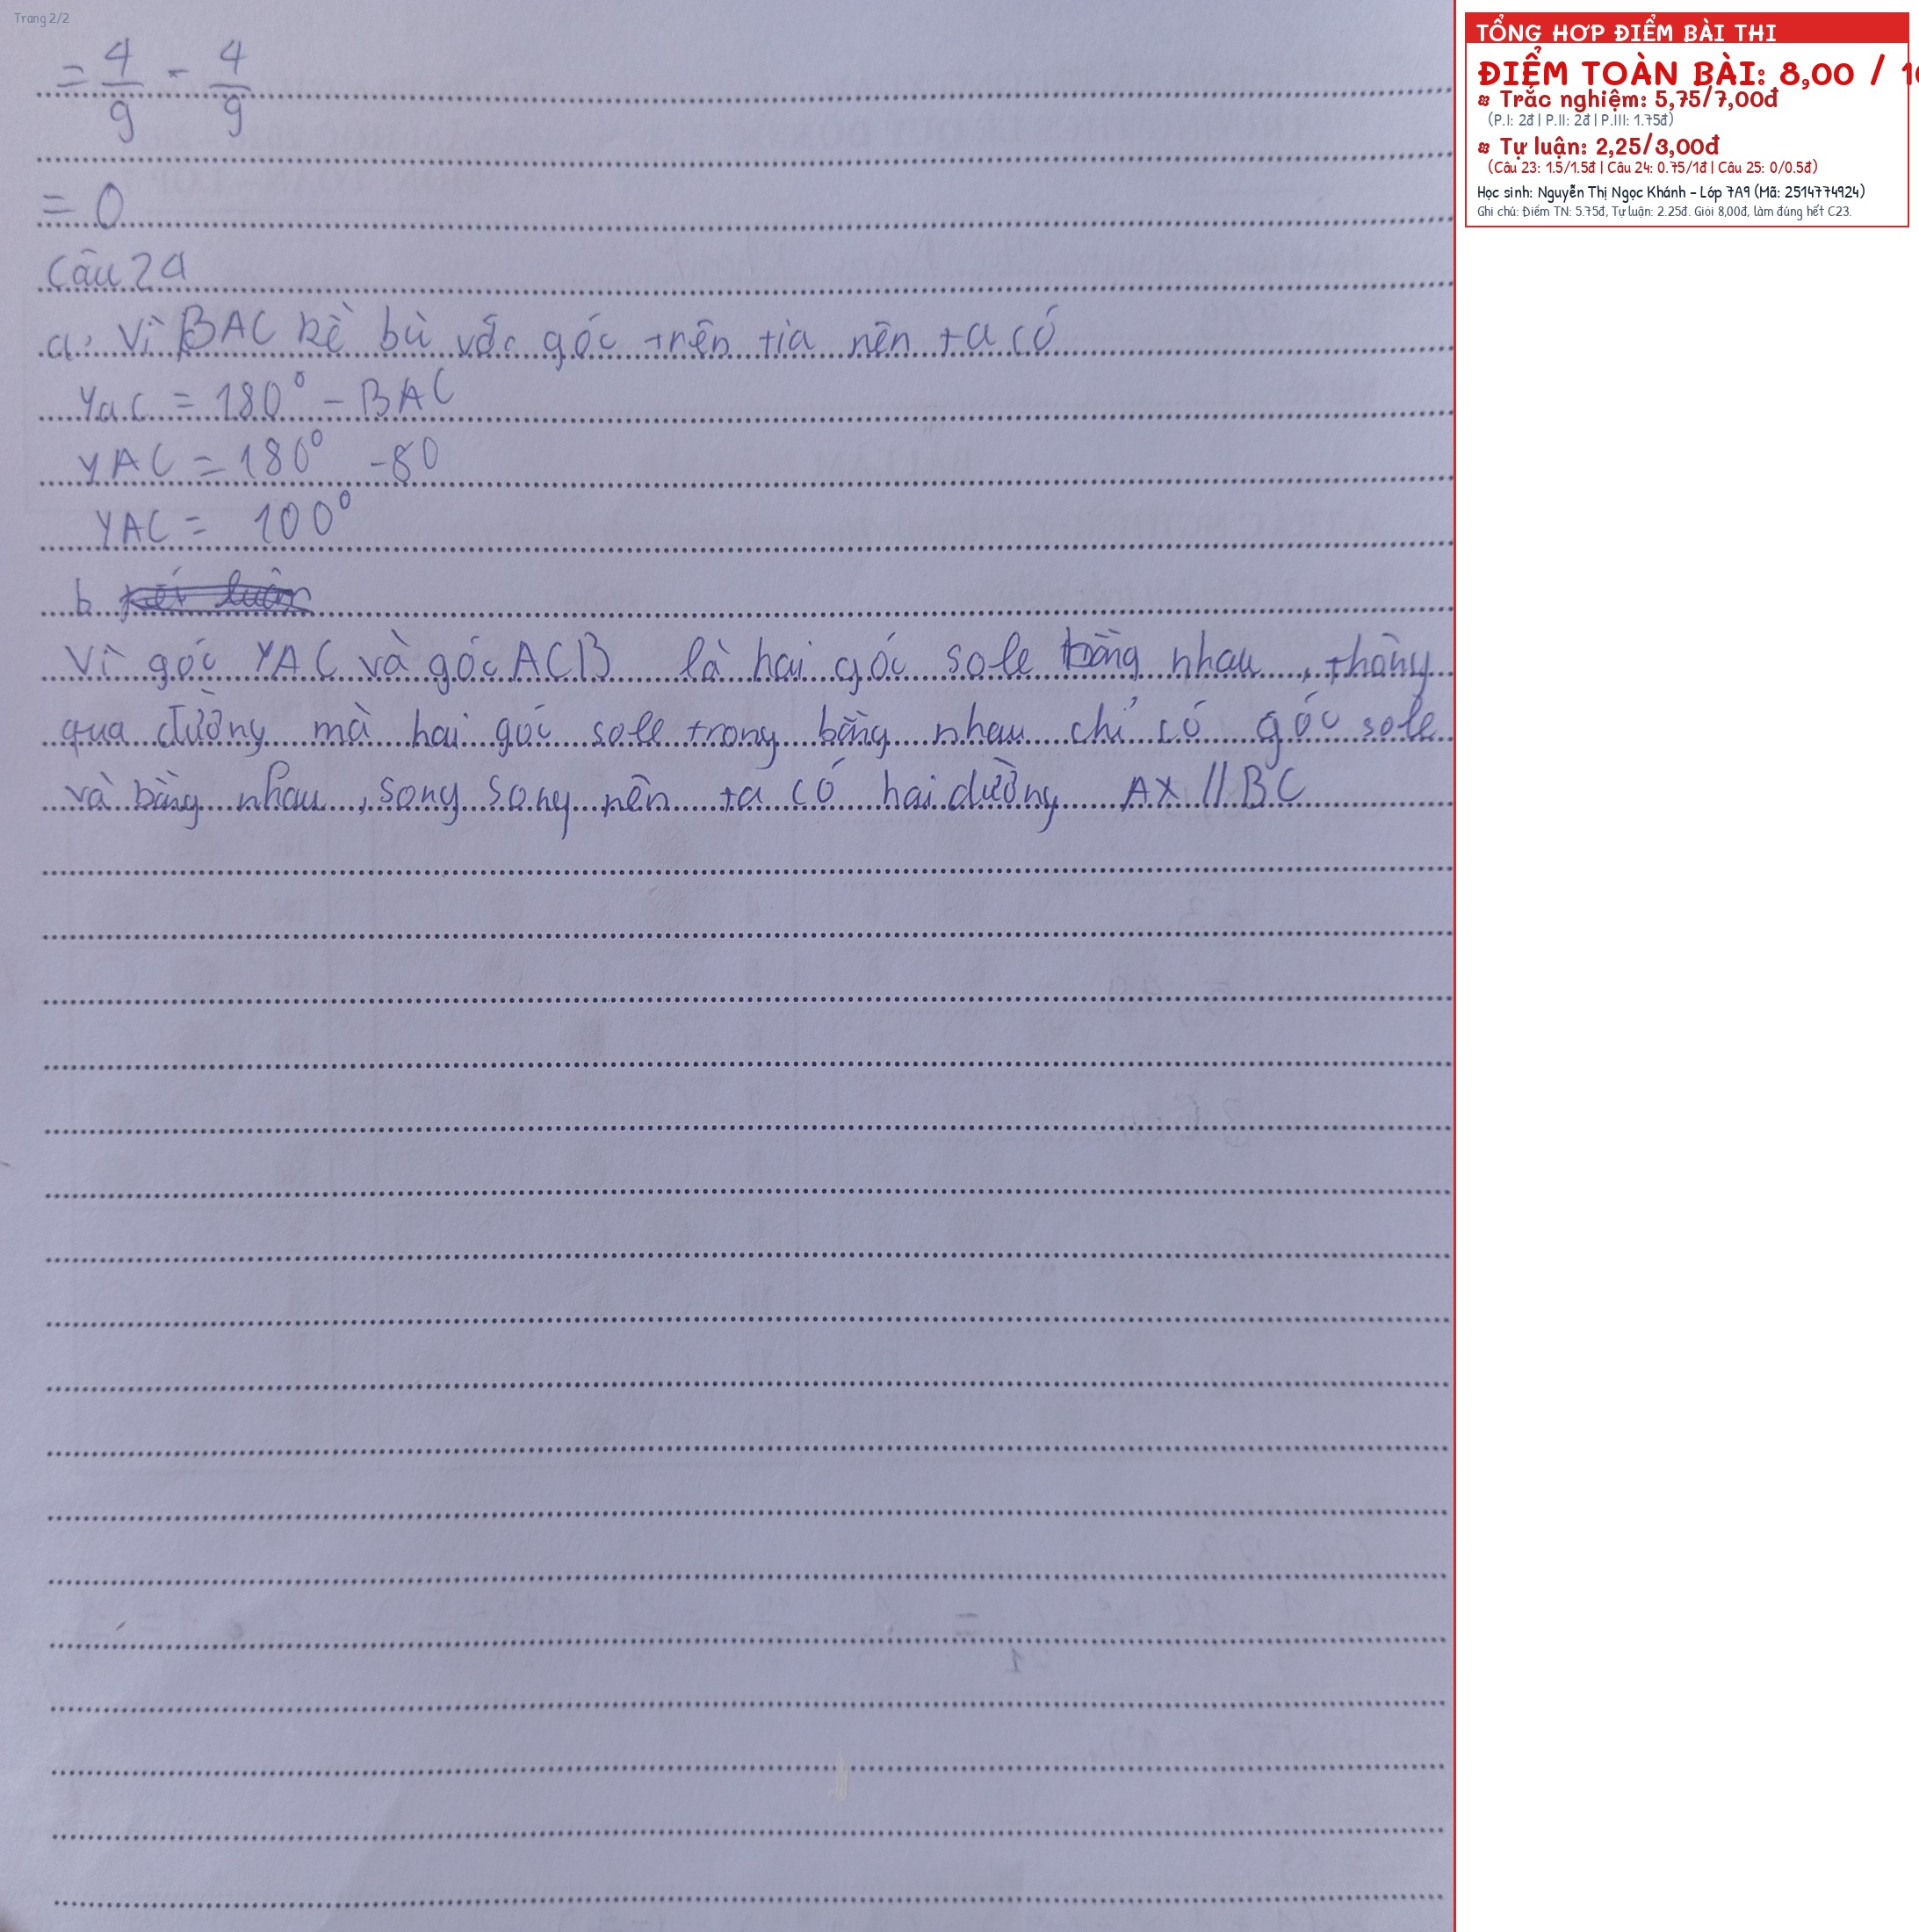 Trang 2/2
= 4/9 - 4/9
= 0
Câu 24
a. Vì BAC kề bù với góc trên tia nên ta có
Yac = 180° - BAC
YAC = 180° -80
YAC = 100°
b
Vì góc YAC và góc ACB là hai góc sole bằng nhau, thông
qua đường mà hai góc sole trong bằng nhau chỉ có góc sole
và bằng nhau, song song nên ta có hai đường AX // BC
TỔNG HỢP ĐIỂM BÀI THI
ĐIỂM TOÀN BÀI: 8,00 / 10
Trắc nghiệm: 5,75/7,00đ
(P.I: 2đ | P.II: 2đ | P.III: 1.75đ)
Tự luận: 2,25/3,00đ
(Câu 23: 1.5/1.5đ | Câu 24: 0.75/1đ | Câu 25: 0/0.5đ)
Học sinh: Nguyễn Thị Ngọc Khánh - Lớp 7A9 (Mã: 2514774924)
Ghi chú: Điểm TN: 5.75đ, Tự luận: 2.25đ. Giỏi 8,00đ, làm đúng hết C23.